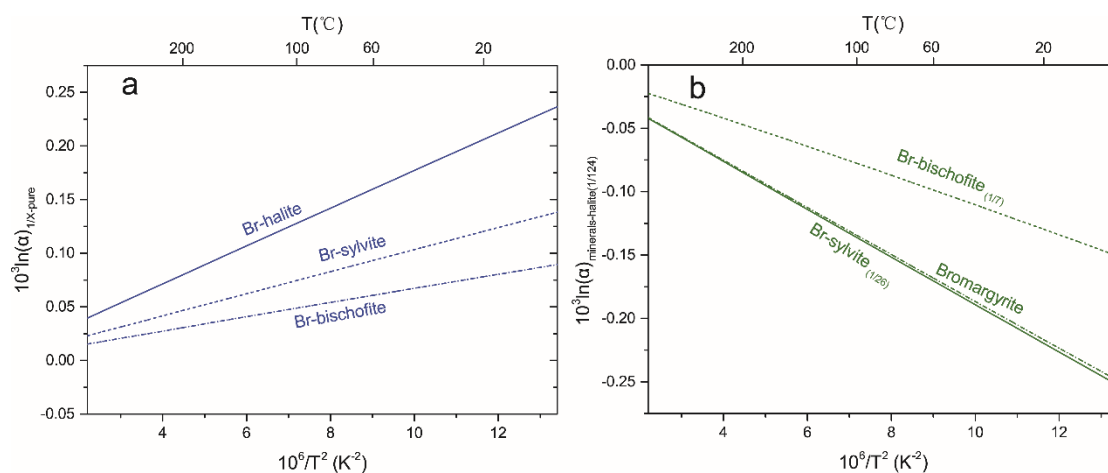 T(℃)
200 100 60 20
a
0.25
0.20
0.15
0.10
0.05
0.00
-0.05
10³ln(α)1/X-pure
Br-halite
Br-sylvite
Br-bischofite
4 6 8 10 12
10⁶/T² (K⁻²)
T(℃)
200 100 60 20
b
0.00
-0.05
-0.10
-0.15
-0.20
-0.25
10³ln(α)minerals-halite(1/124)
Br-bischofite (1/7)
Br-sylvite (1/26)
Bromargyrite
4 6 8 10 12
10⁶/T² (K⁻²)